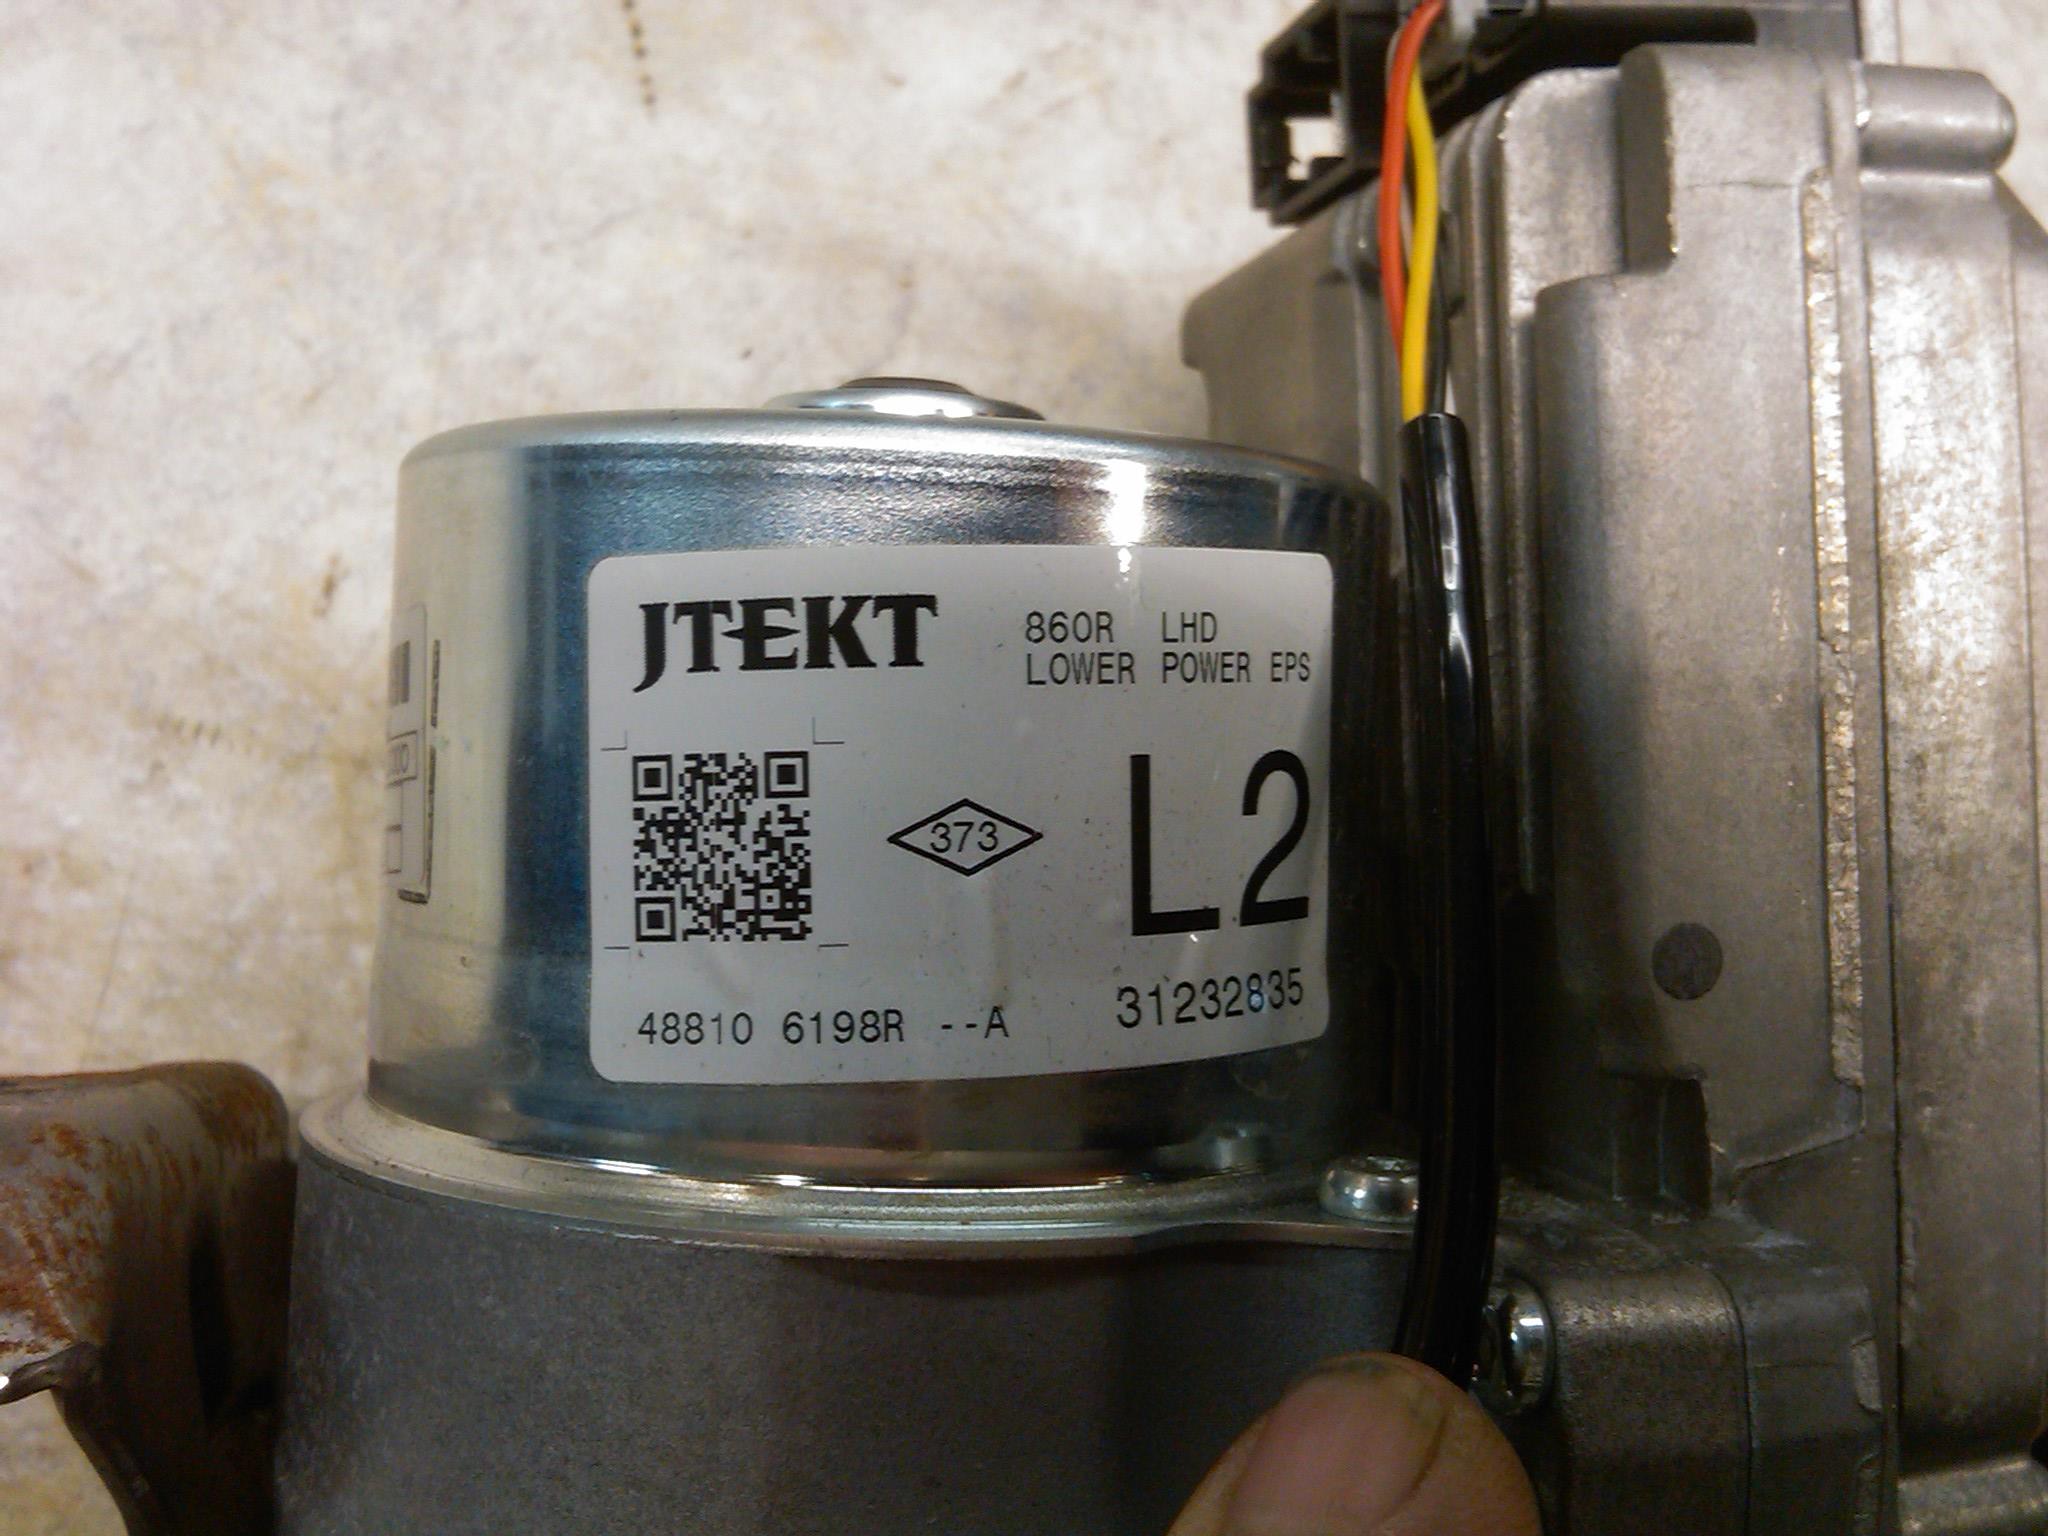 JTEKT
860R LHD
LOWER POWER EPS
373
L2
48810 6198R --A
31232835